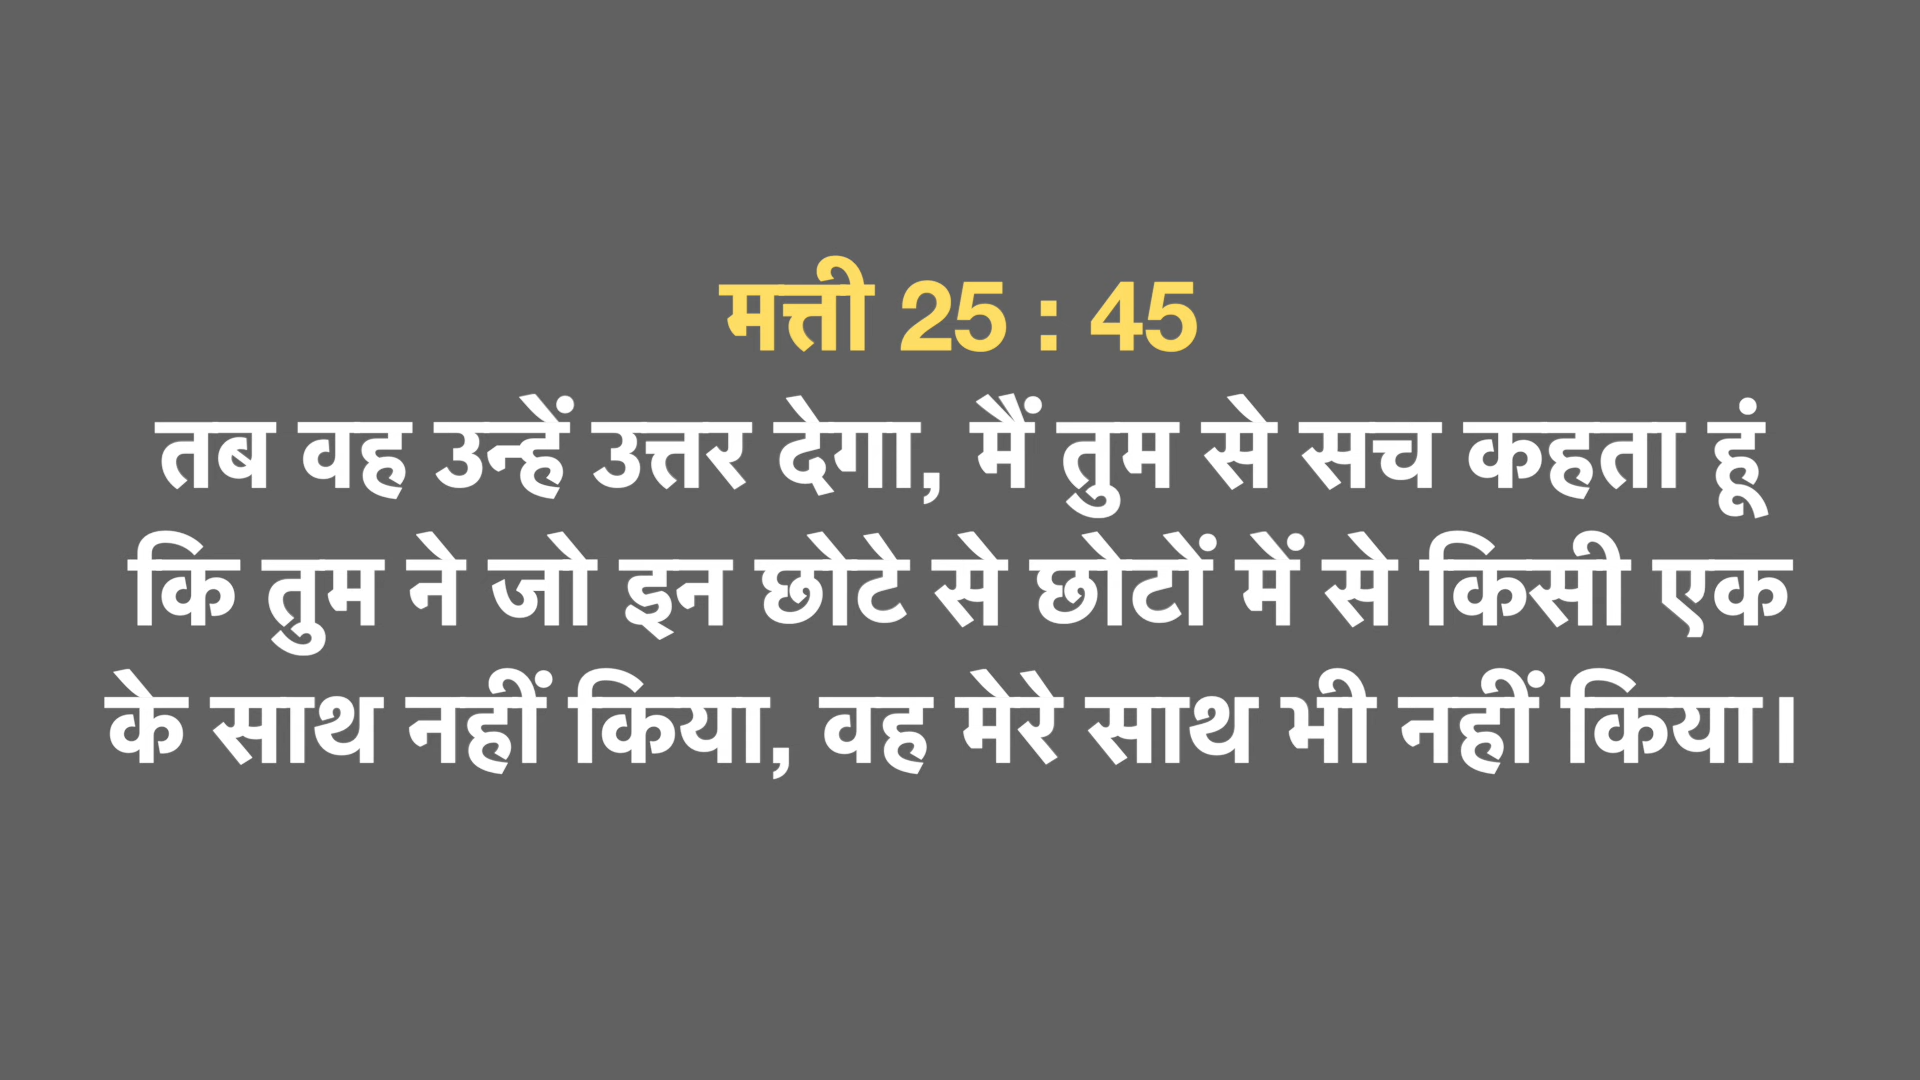 मत्ती 25 : 45
तब वह उन्हें उत्तर देगा, मैं तुम से सच कहता हूं
कि तुम ने जो इन छोटे से छोटों में से किसी एक
के साथ नहीं किया, वह मेरे साथ भी नहीं किया।